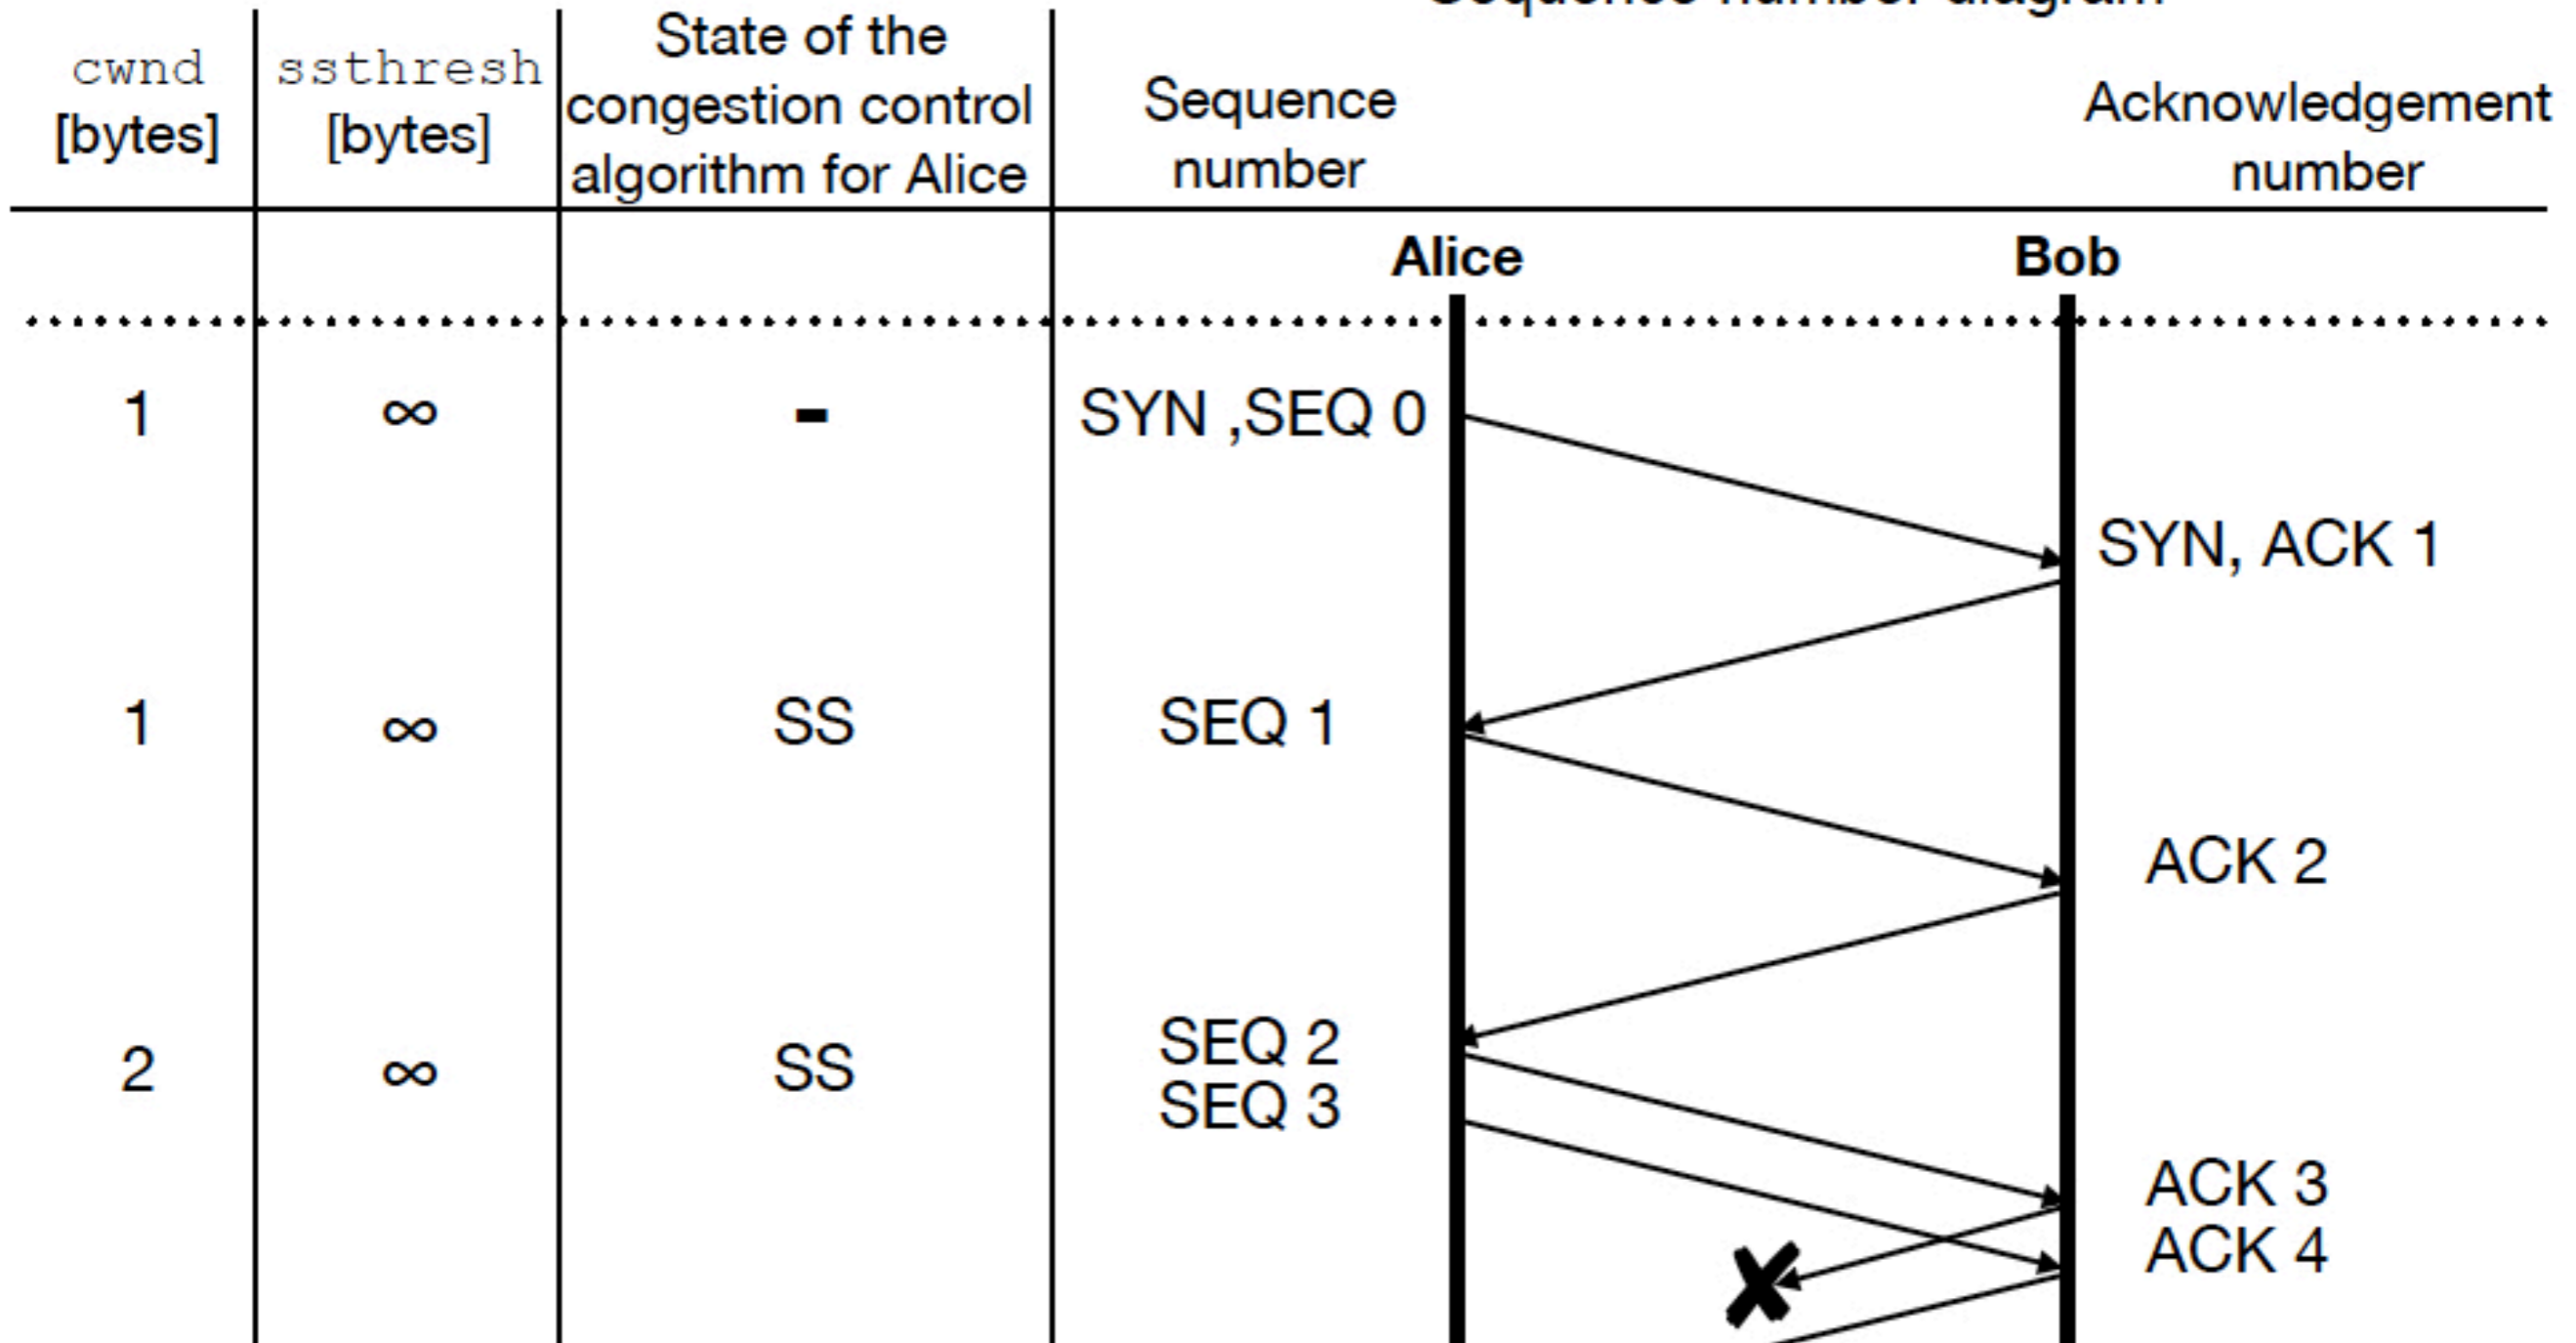 Sequence number diagram
cwnd
[bytes]
ssthresh
[bytes]
State of the
congestion control
algorithm for Alice
Sequence
number
Acknowledgement
number
Alice
Bob
1
∞
-
SYN ,SEQ 0
SYN, ACK 1
1
∞
SS
SEQ 1
ACK 2
2
∞
SS
SEQ 2
SEQ 3
ACK 3
ACK 4